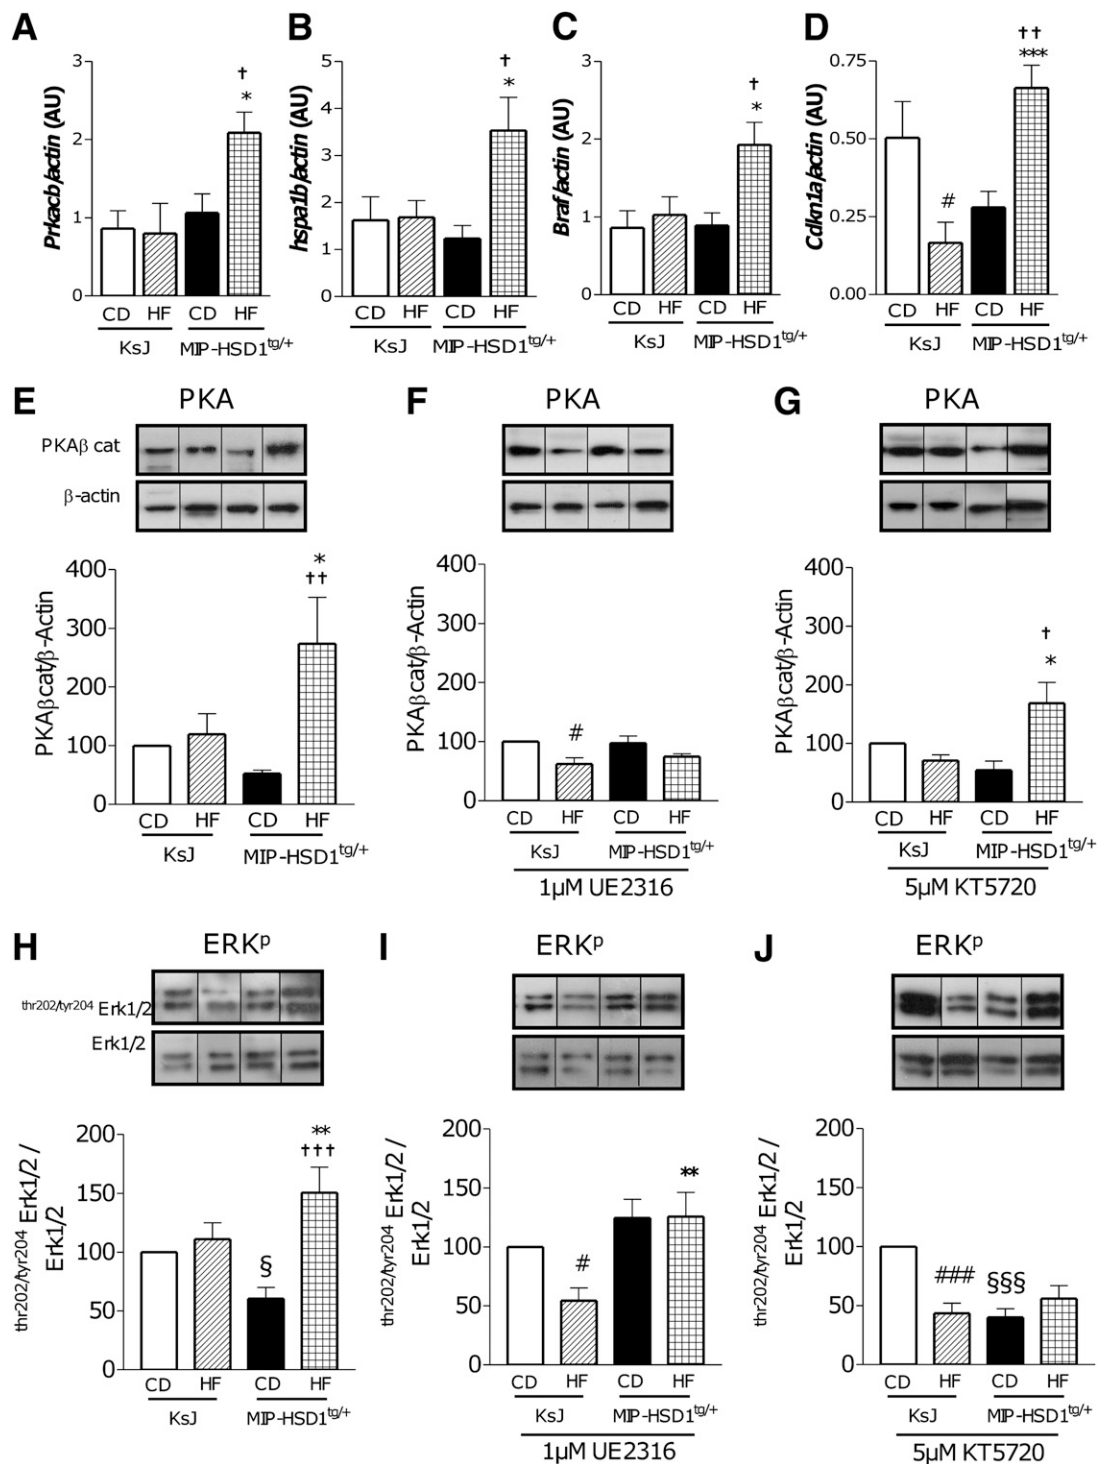 A B C D
Prkacb/actin (AU)
3
2
1
0
†
*
CD HF CD HF
KsJ MIP-HSD1tg/+
hspa1b/actin (AU)
5
4
3
2
1
0
†
*
CD HF CD HF
KsJ MIP-HSD1tg/+
Braf/actin (AU)
3
2
1
0
†
*
CD HF CD HF
KsJ MIP-HSD1tg/+
Cdkn1a/actin (AU)
0.75
0.50
0.25
0.00
††
***
#
CD HF CD HF
KsJ MIP-HSD1tg/+
E PKA
PKAβ cat
β-actin
PKAβcat/β-Actin
400
300
200
100
0
*
††
CD HF CD HF
KsJ MIP-HSD1tg/+
F PKA
PKAβcat/β-Actin
400
300
200
100
0
#
CD HF CD HF
KsJ MIP-HSD1tg/+
1µM UE2316
G PKA
PKAβcat/β-Actin
400
300
200
100
0
†
*
CD HF CD HF
KsJ MIP-HSD1tg/+
5µM KT5720
H ERKp
thr202/tyr204 Erk1/2
Erk1/2
thr202/tyr204 Erk1/2 /
Erk1/2
200
150
100
50
0
**
†††
§
CD HF CD HF
KsJ MIP-HSD1tg/+
I ERKp
thr202/tyr204 Erk1/2 /
Erk1/2
200
150
100
50
0
**
#
CD HF CD HF
KsJ MIP-HSD1tg/+
1µM UE2316
J ERKp
thr202/tyr204 Erk1/2 /
Erk1/2
200
150
100
50
0
###
§§§
CD HF CD HF
KsJ MIP-HSD1tg/+
5µM KT5720